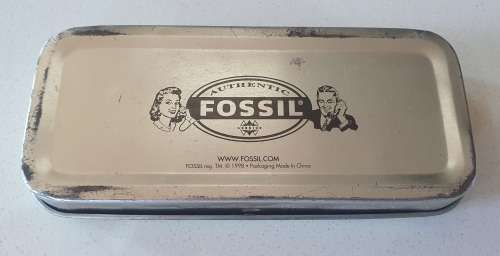 AUTHENTIC
FOSSIL®
WWW.FOSSIL.COM
FOSSIL reg. TM. © 1998 • Packaging Made In China